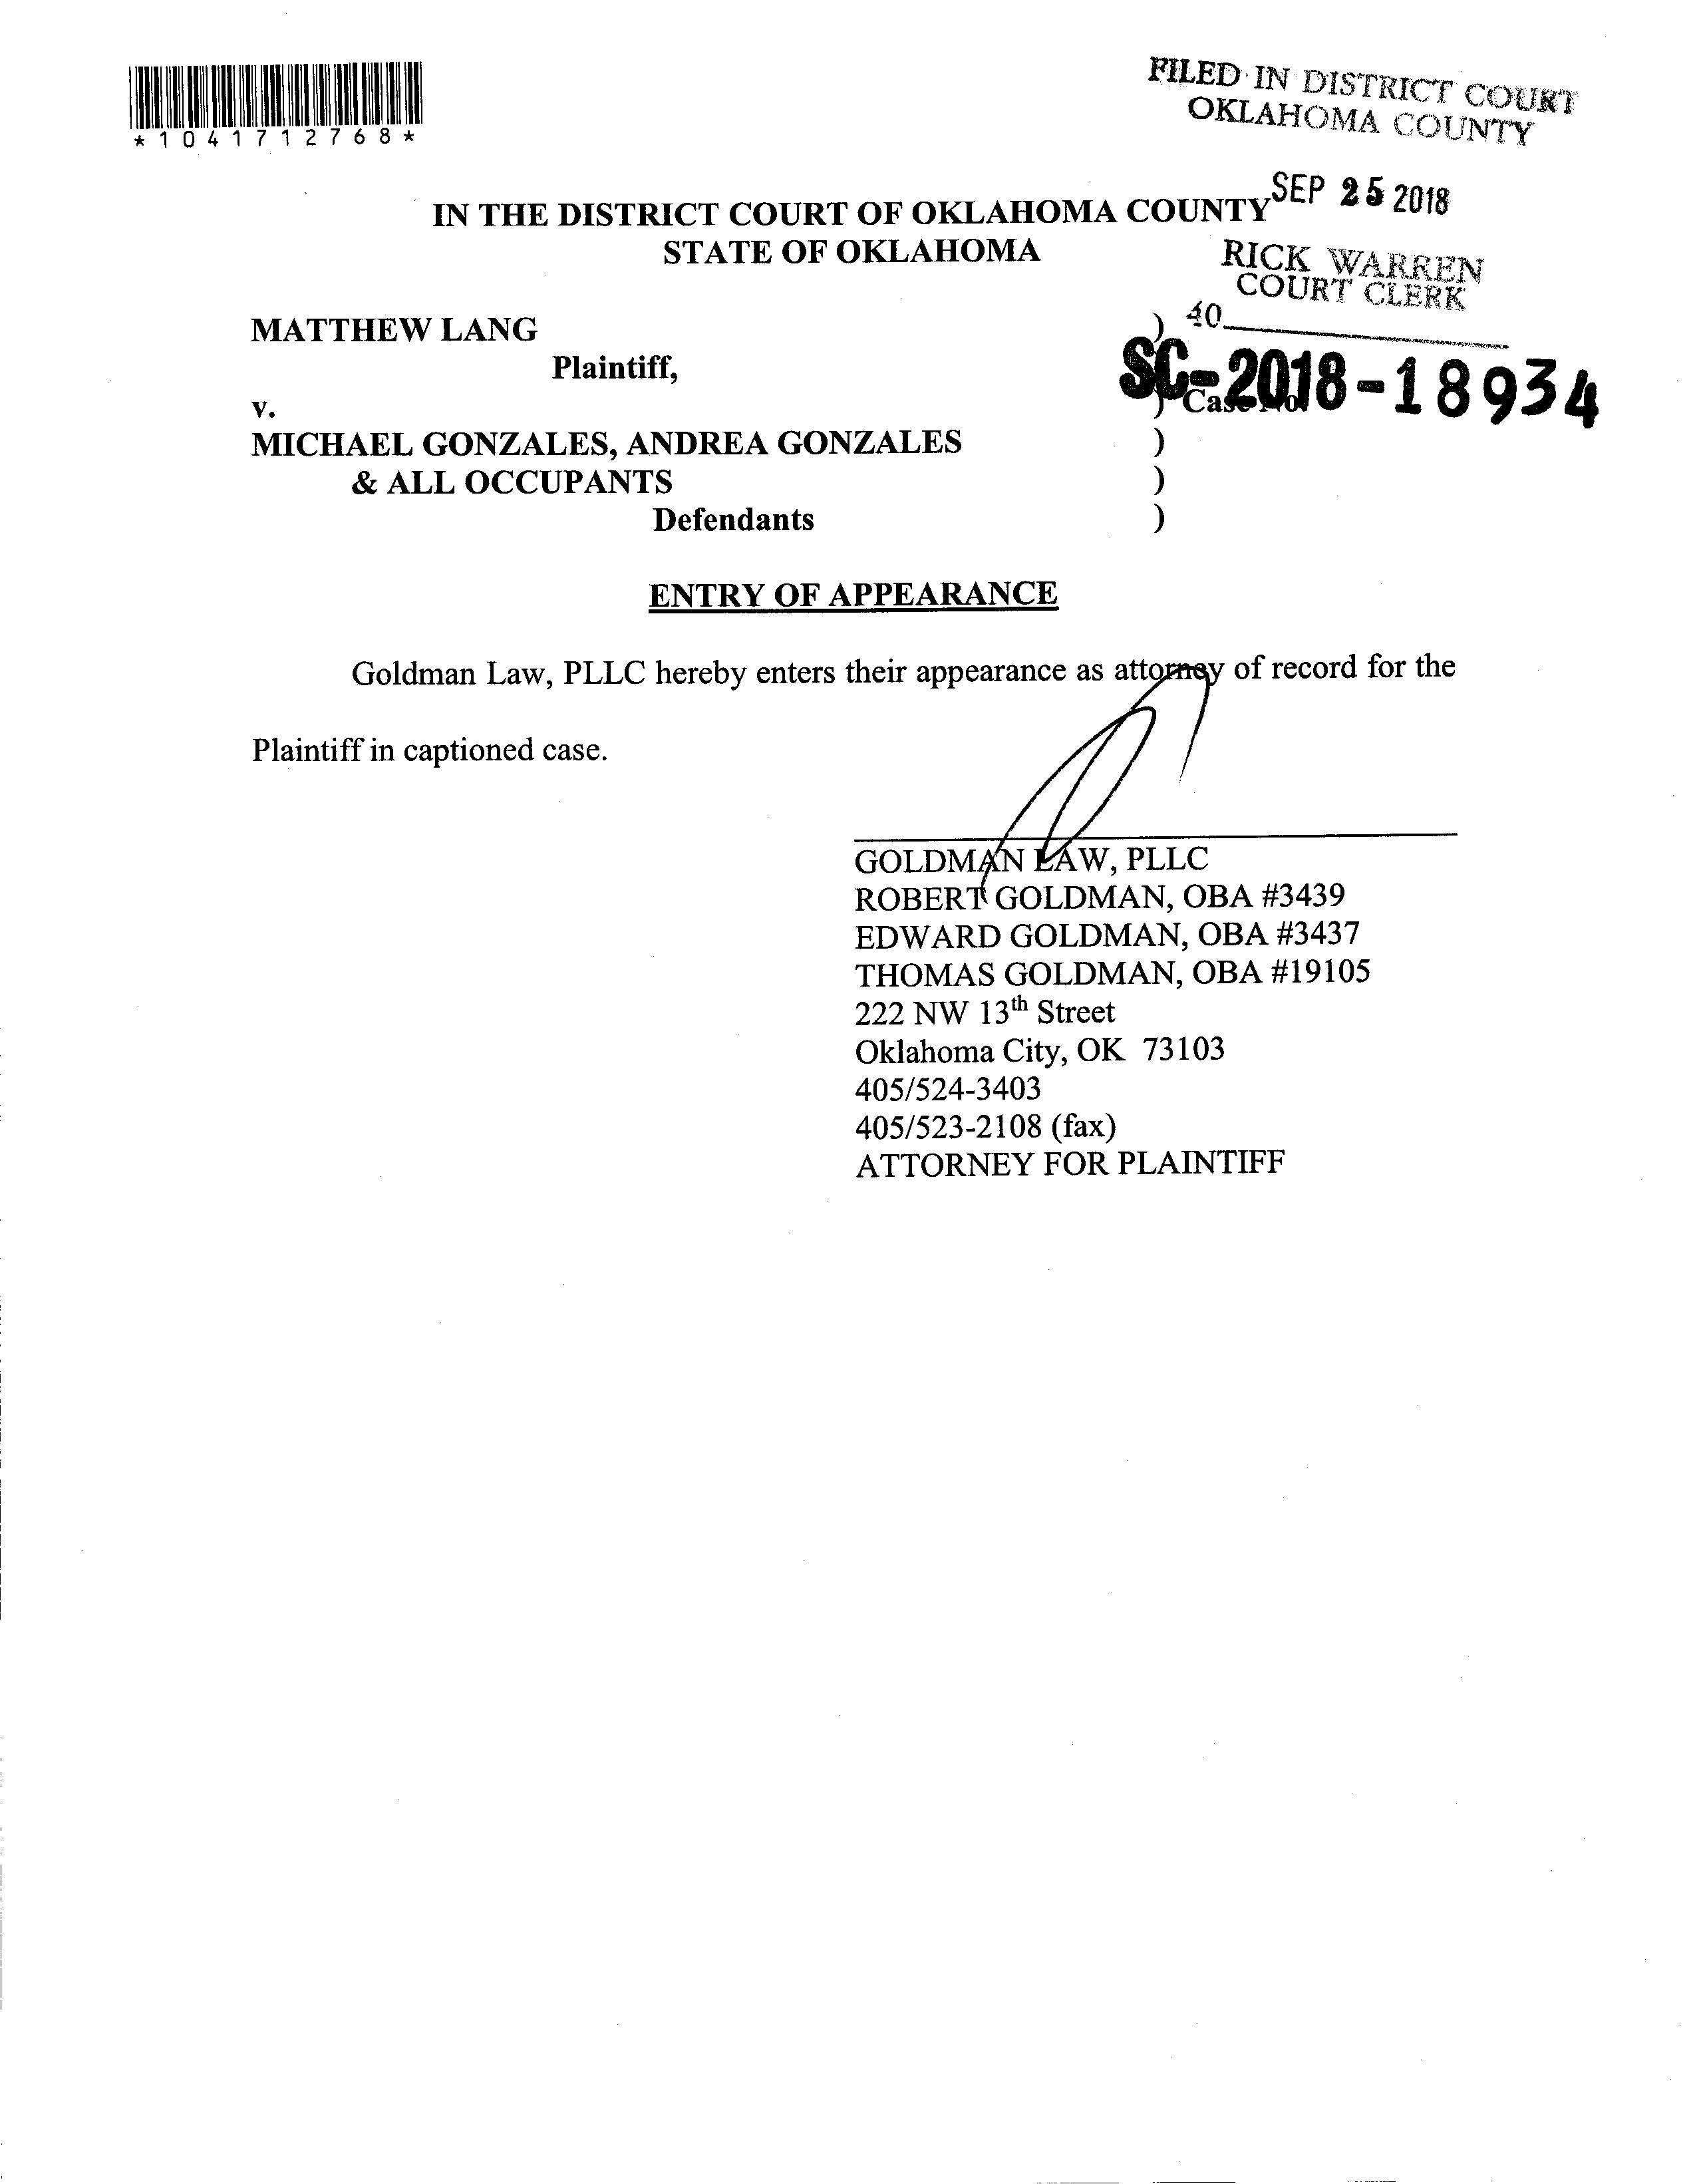 *1041712768*
FILED IN DISTRICT COURT
OKLAHOMA COUNTY
SEP 25 2018
IN THE DISTRICT COURT OF OKLAHOMA COUNTY
STATE OF OKLAHOMA
RICK WARREN
COURT CLERK
40
MATTHEW LANG )
Plaintiff,
SC-2018-18934
v. ) Case No
MICHAEL GONZALES, ANDREA GONZALES )
& ALL OCCUPANTS )
Defendants )
ENTRY OF APPEARANCE
Goldman Law, PLLC hereby enters their appearance as attorney of record for the
Plaintiff in captioned case.
GOLDMAN LAW, PLLC
ROBERT GOLDMAN, OBA #3439
EDWARD GOLDMAN, OBA #3437
THOMAS GOLDMAN, OBA #19105
222 NW 13th Street
Oklahoma City, OK 73103
405/524-3403
405/523-2108 (fax)
ATTORNEY FOR PLAINTIFF